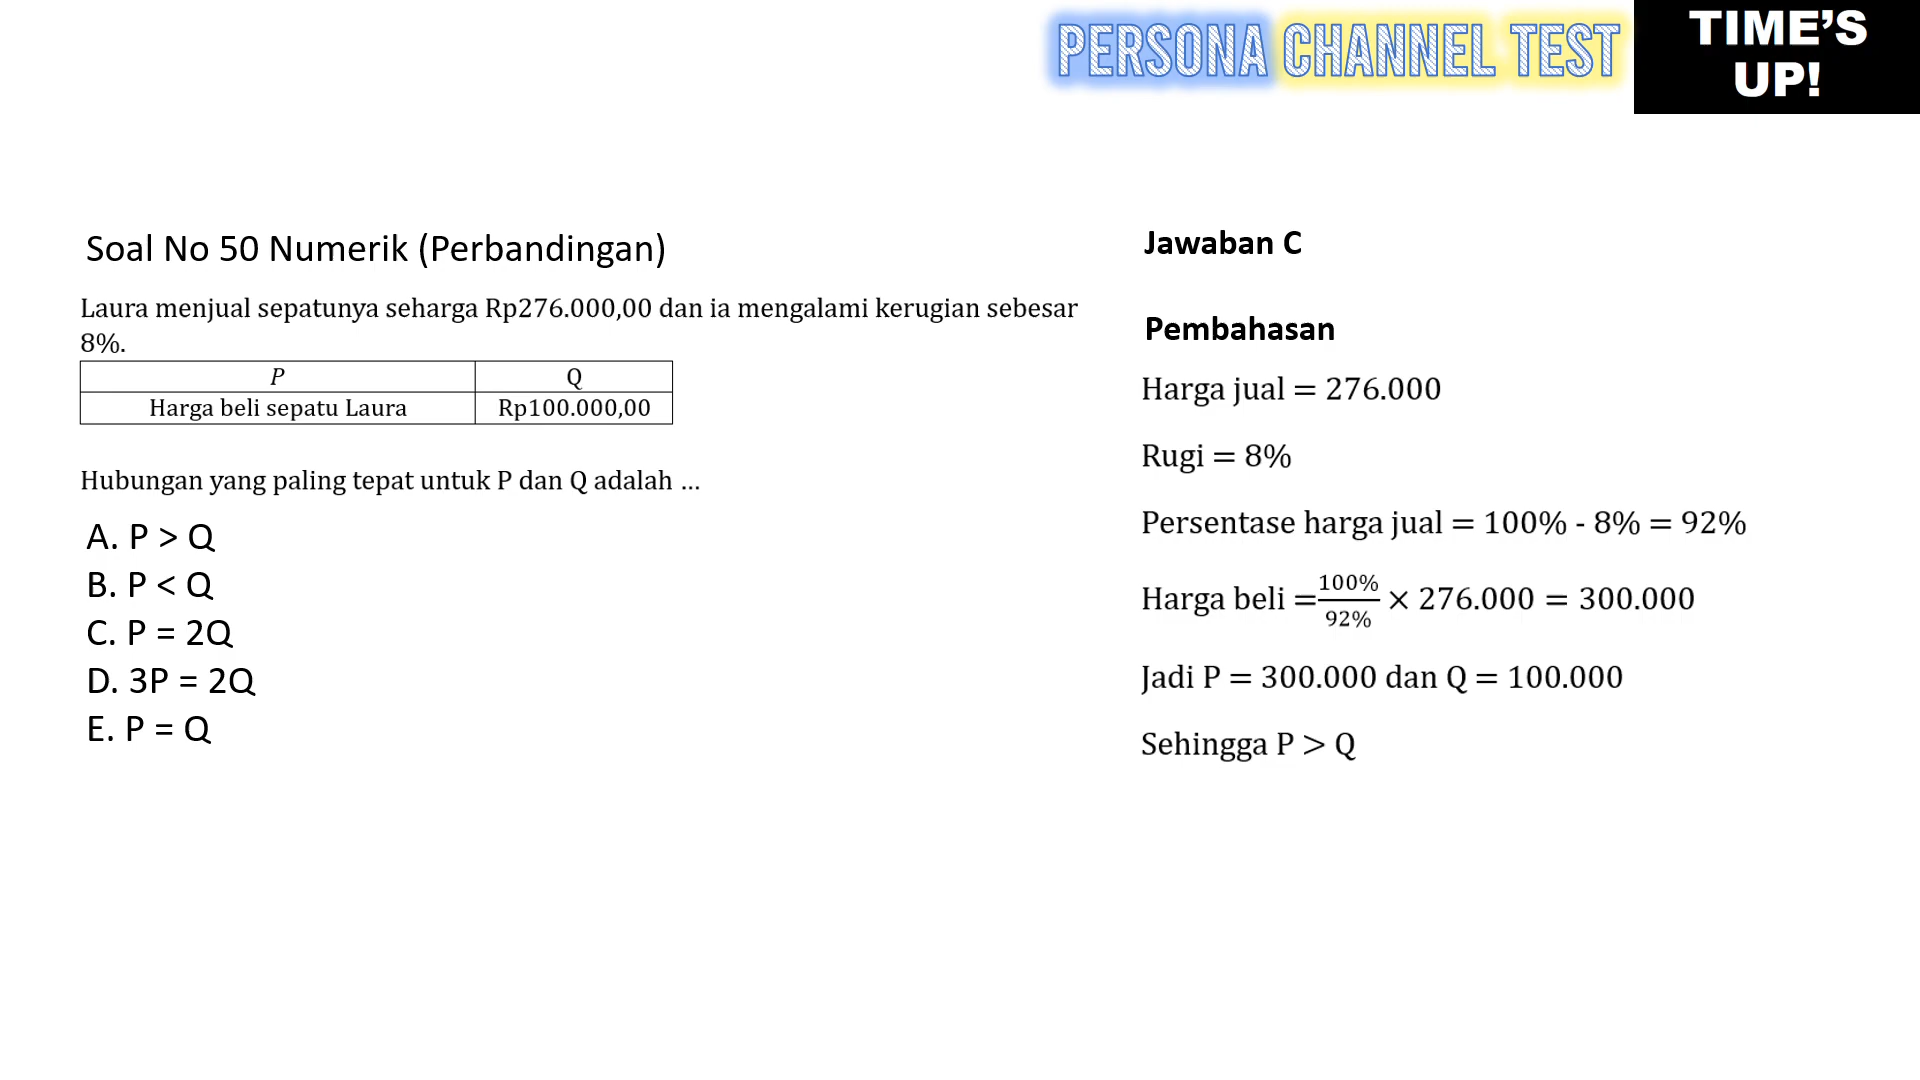 PERSONA CHANNEL TEST
TIME’S
UP!
Soal No 50 Numerik (Perbandingan)
Laura menjual sepatunya seharga Rp276.000,00 dan ia mengalami kerugian sebesar
8%.
P Q
Harga beli sepatu Laura Rp100.000,00
Hubungan yang paling tepat untuk P dan Q adalah ...
A. P > Q
B. P < Q
C. P = 2Q
D. 3P = 2Q
E. P = Q
Jawaban C
Pembahasan
Harga jual = 276.000
Rugi = 8%
Persentase harga jual = 100% - 8% = 92%
Harga beli = 100%/92% × 276.000 = 300.000
Jadi P = 300.000 dan Q = 100.000
Sehingga P > Q